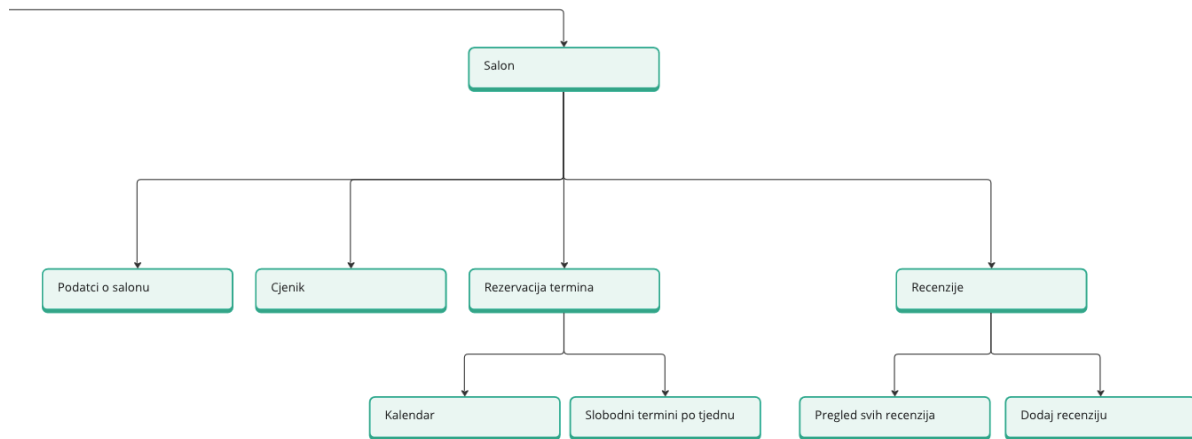 Salon
Podatci o salonu
Cjenik
Rezervacija termina
Recenzije
Kalendar
Slobodni termini po tjednu
Pregled svih recenzija
Dodaj recenziju